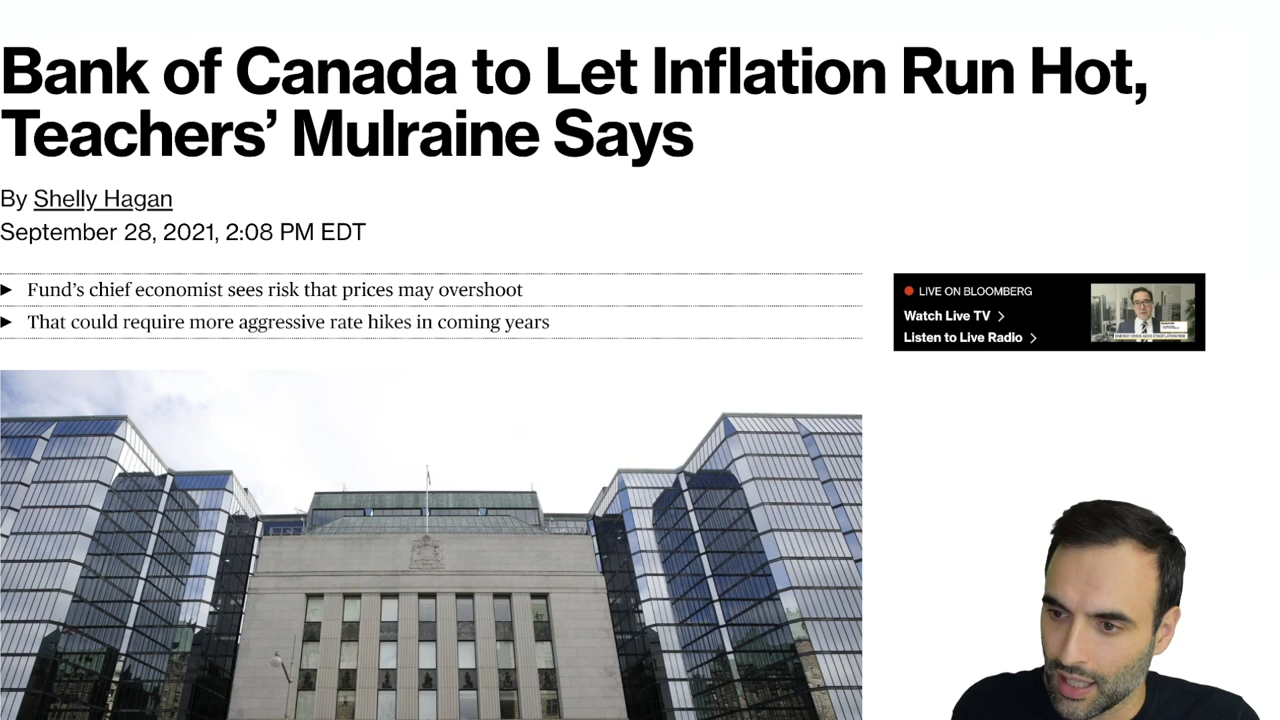 Bank of Canada to Let Inflation Run Hot,
Teachers’ Mulraine Says
By Shelly Hagan
September 28, 2021, 2:08 PM EDT
► Fund’s chief economist sees risk that prices may overshoot
► That could require more aggressive rate hikes in coming years
LIVE ON BLOOMBERG
Watch Live TV >
Listen to Live Radio >